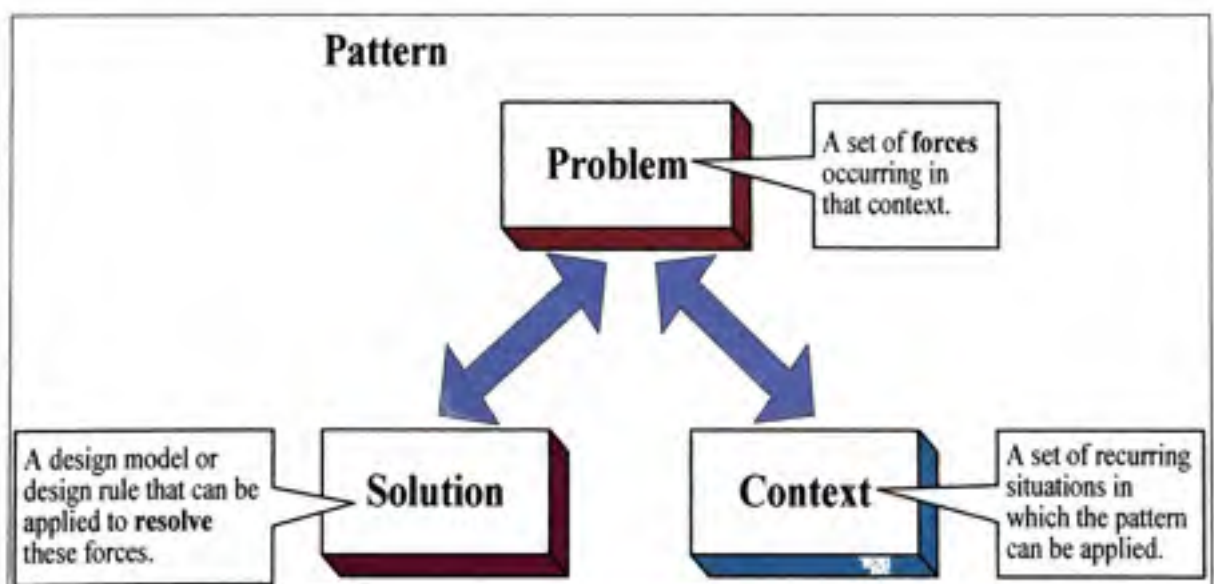 Pattern
Problem
A set of forces
occurring in
that context.
A design model or
design rule that can be
applied to resolve
these forces.
Solution
Context
A set of recurring
situations in
which the pattern
can be applied.